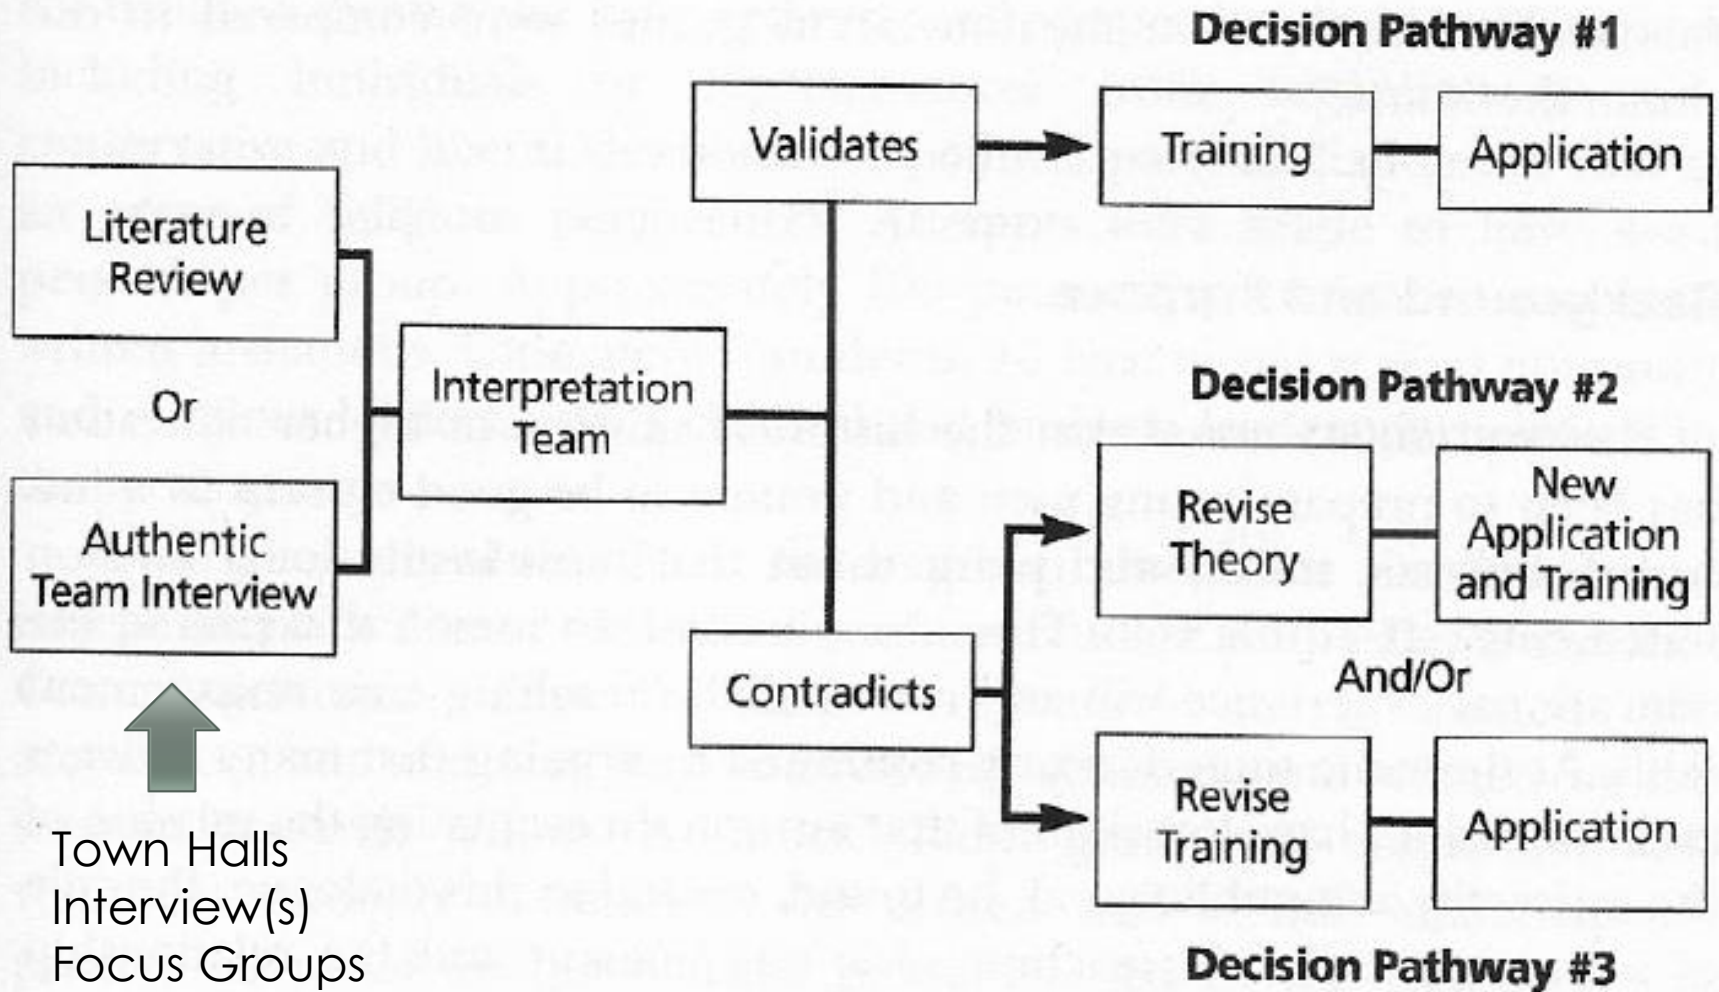 Decision Pathway #1
Validates
Training
Application
Literature
Review
Or
Authentic
Team Interview
Interpretation
Team
Decision Pathway #2
Revise
Theory
New
Application
and Training
Contradicts
And/Or
Revise
Training
Application
Decision Pathway #3
Town Halls
Interview(s)
Focus Groups